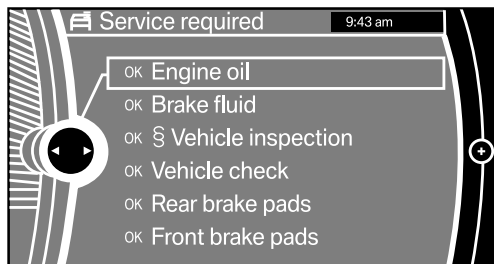 Service required 9:43 am
OK Engine oil
OK Brake fluid
OK § Vehicle inspection
OK Vehicle check
OK Rear brake pads
OK Front brake pads